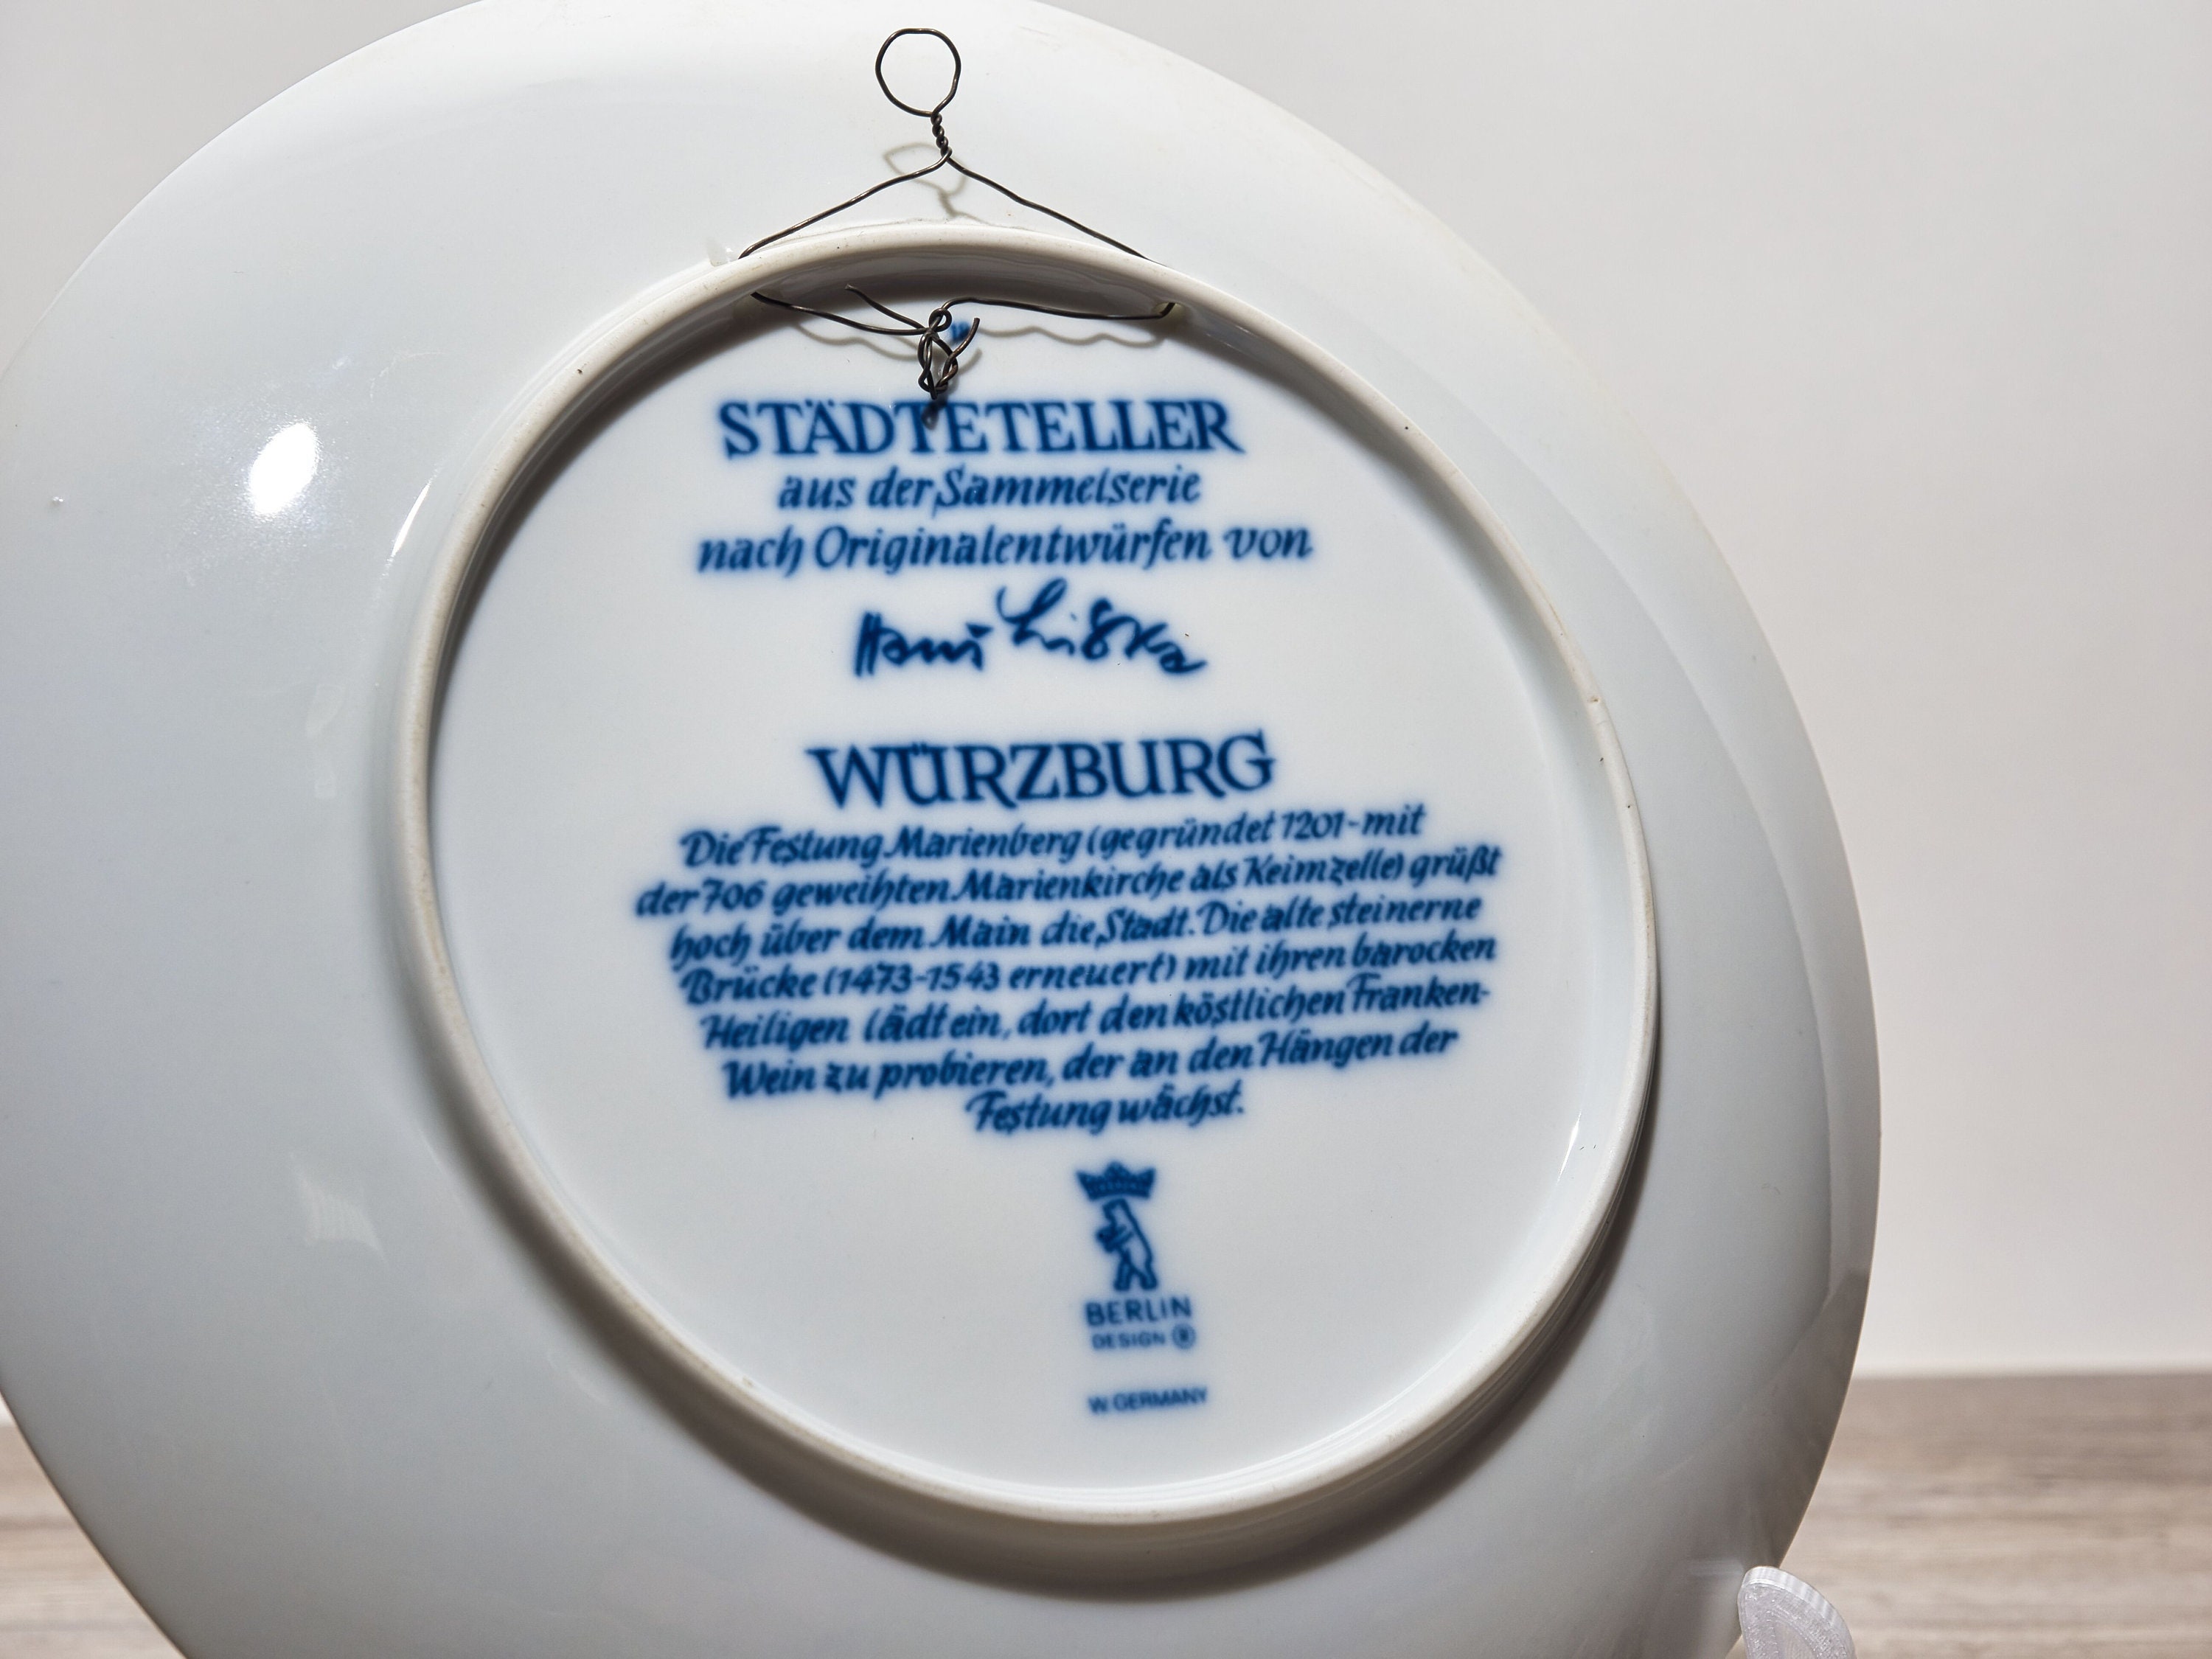 STÄDTETELLER
aus der Sammelserie
nach Originalentwürfen von
Hans Liska
WÜRZBURG
Die Festung Marienberg (gegründet 1201-mit
der 706 geweihten Marienkirche als Keimzelle) grüßt
hoch über dem Main die Stadt. Die alte steinerne
Brücke (1473-1543 erneuert) mit ihren barocken
Heiligen lädt ein, dort den köstlichen Franken-
Wein zu probieren, der an den Hängen der
Festung wächst.
BERLIN
DESIGN ®
W. GERMANY